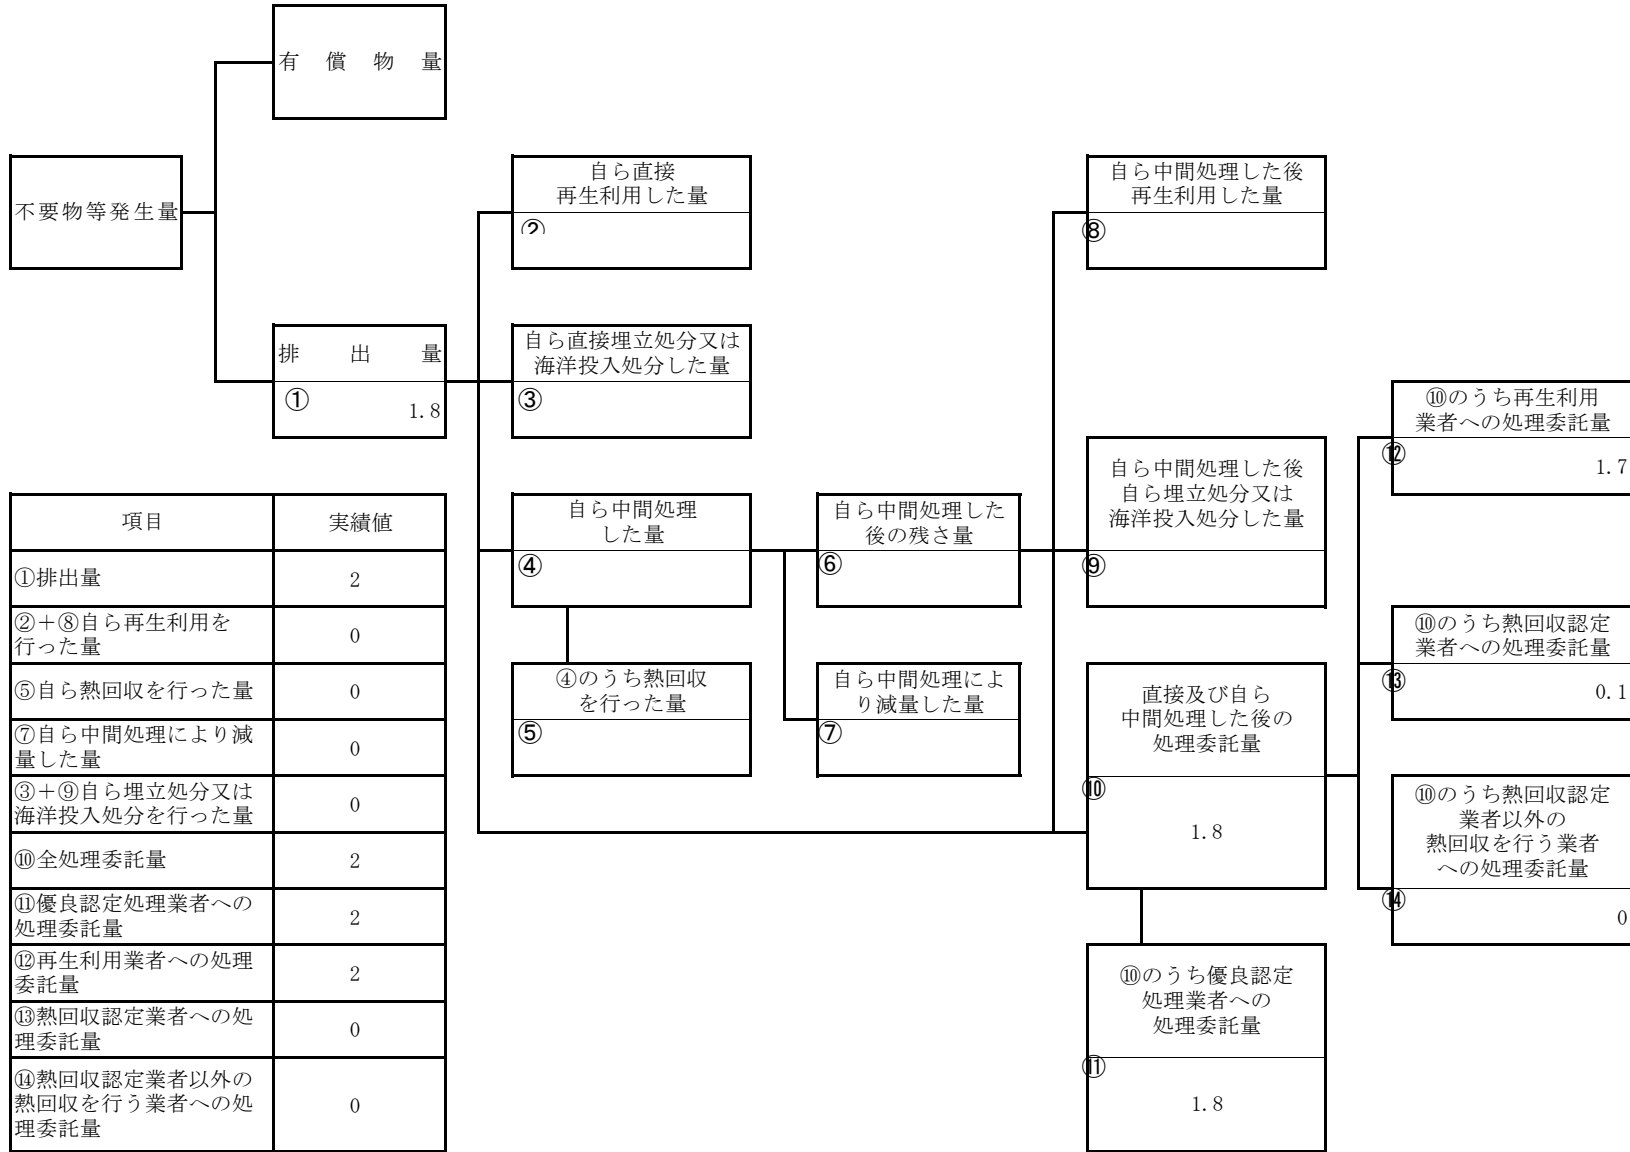 有償物量
不要物等発生量
自ら直接
再生利用した量
②
自ら中間処理した後
再生利用した量
⑧
排出量
①
1.8
自ら直接埋立処分又は
海洋投入処分した量
③
⑩のうち再生利用
業者への処理委託量
⑫
1.7
自ら中間処理した後
自ら埋立処分又は
海洋投入処分した量
⑨
自ら中間処理
した量
④
自ら中間処理した
後の残さ量
⑥
⑩のうち熱回収認定
業者への処理委託量
⑬
0.1
④のうち熱回収
を行った量
⑤
自ら中間処理によ
り減量した量
⑦
直接及び自ら
中間処理した後の
処理委託量
⑩
1.8
⑩のうち熱回収認定
業者以外の
熱回収を行う業者
への処理委託量
⑭
0
⑩のうち優良認定
処理業者への
処理委託量
⑪
1.8
項目 実績値
①排出量 2
②＋⑧自ら再生利用を
行った量 0
⑤自ら熱回収を行った量 0
⑦自ら中間処理により減
量した量 0
③＋⑨自ら埋立処分又は
海洋投入処分を行った量 0
⑩全処理委託量 2
⑪優良認定処理業者への
処理委託量 2
⑫再生利用業者への処理
委託量 2
⑬熱回収認定業者への処
理委託量 0
⑭熱回収認定業者以外の
熱回収を行う業者への処
理委託量 0